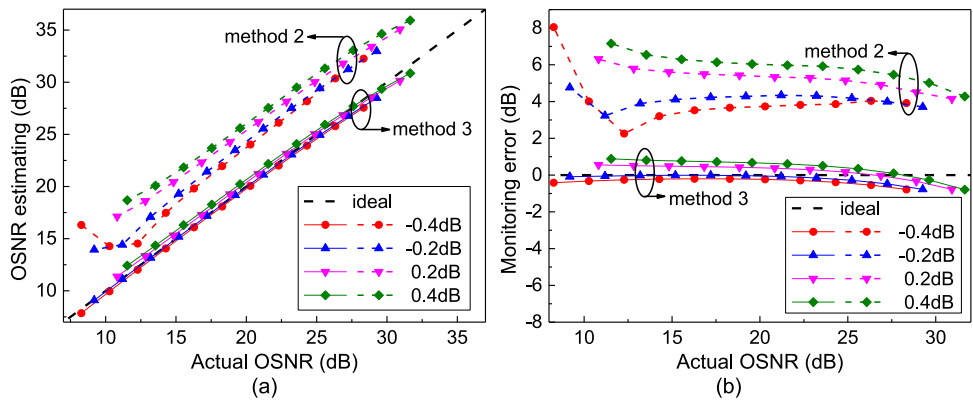 OSNR estimating (dB)
35
30
25
20
15
10
method 2
method 3
ideal
-0.4dB
-0.2dB
0.2dB
0.4dB
10 15 20 25 30 35
Actual OSNR (dB)
(a)
Monitoring error (dB)
8
6
4
2
0
-2
-4
-6
-8
method 2
method 3
ideal
-0.4dB
-0.2dB
0.2dB
0.4dB
10 15 20 25 30
Actual OSNR (dB)
(b)